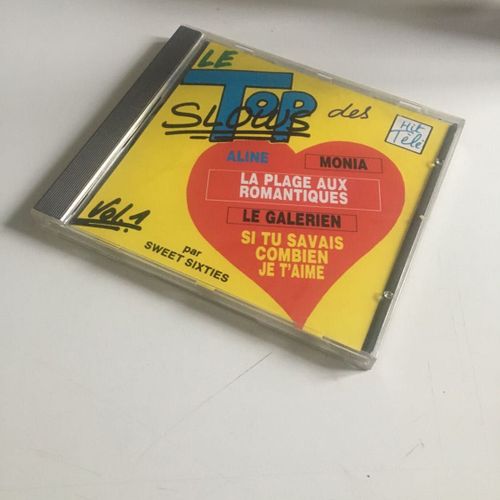 LE
TOP des
SLOWS
Hit
Télé
ALINE
MONIA
LA PLAGE AUX
ROMANTIQUES
LE GALERIEN
SI TU SAVAIS
COMBIEN
JE T'AIME
Vol.1
par
SWEET SIXTIES